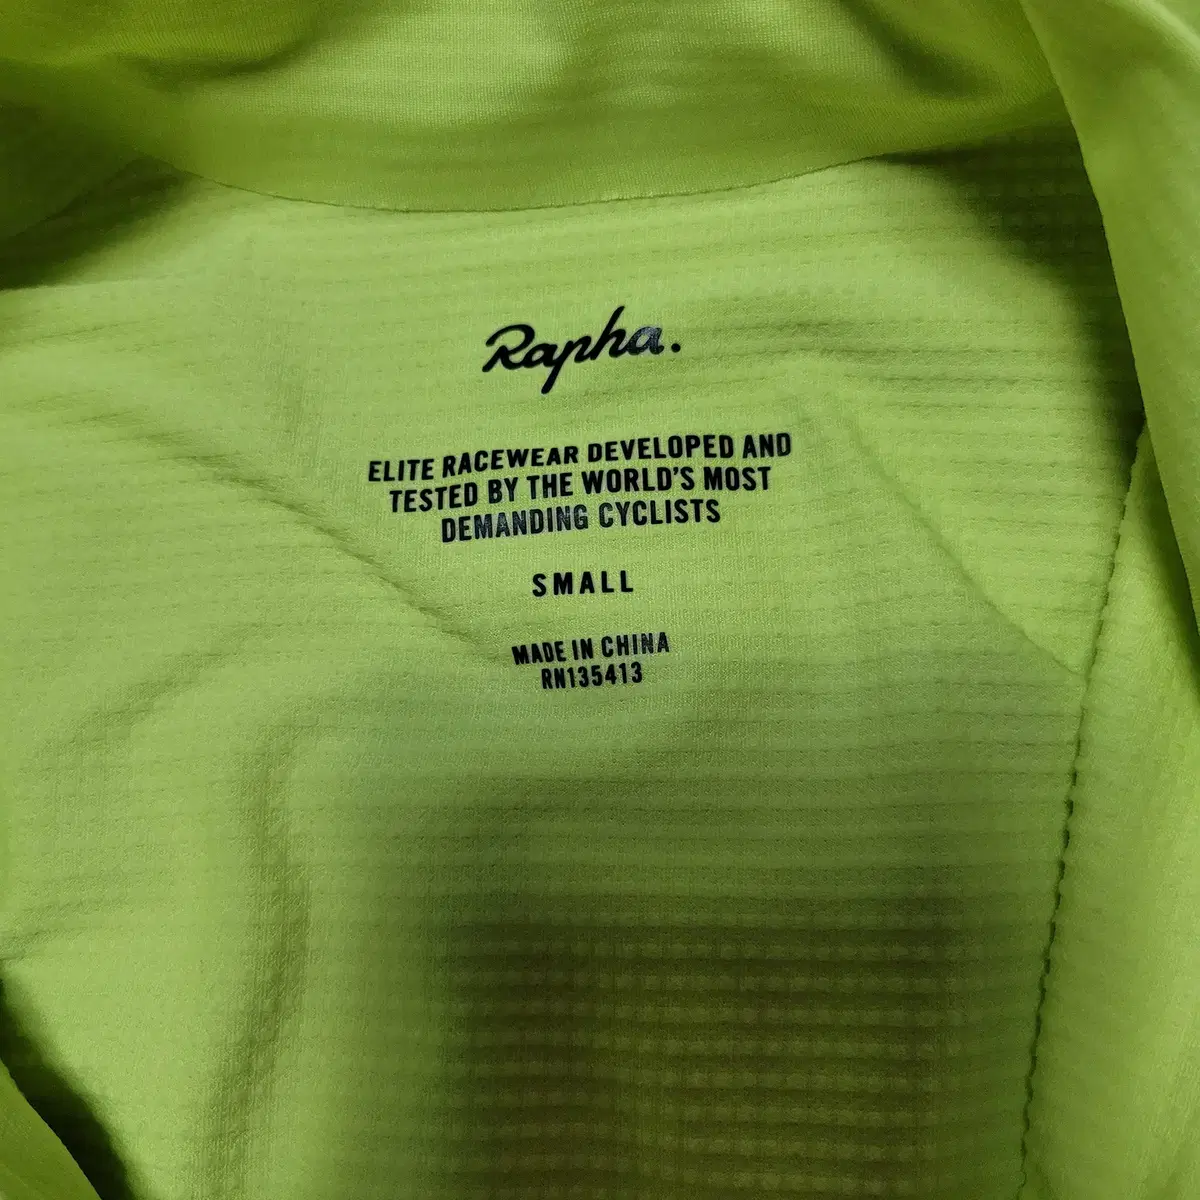 Rapha.
ELITE RACEWEAR DEVELOPED AND
TESTED BY THE WORLD'S MOST
DEMANDING CYCLISTS
SMALL
MADE IN CHINA
RN135413